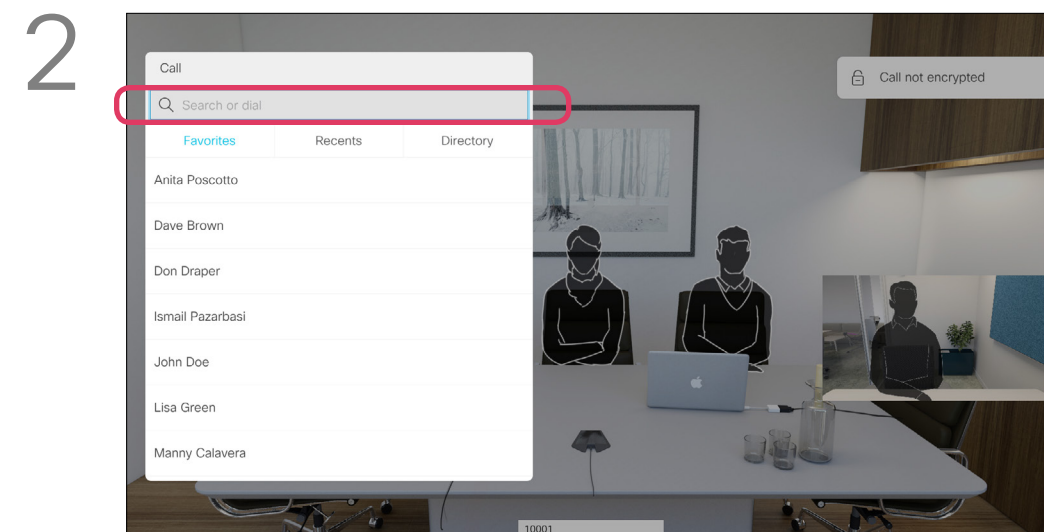 2
Call
Call not encrypted
Search or dial
Favorites Recents Directory
Anita Poscotto
Dave Brown
Don Draper
Ismail Pazarbasi
John Doe
Lisa Green
Manny Calavera
10001